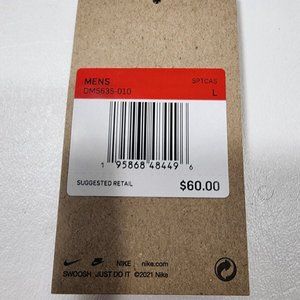 MENS SPTCAS
DM5635-010 L
1 95868 48449 6
SUGGESTED RETAIL $60.00
NIKE nike.com
SWOOSH JUST DO IT ©2021 Nike